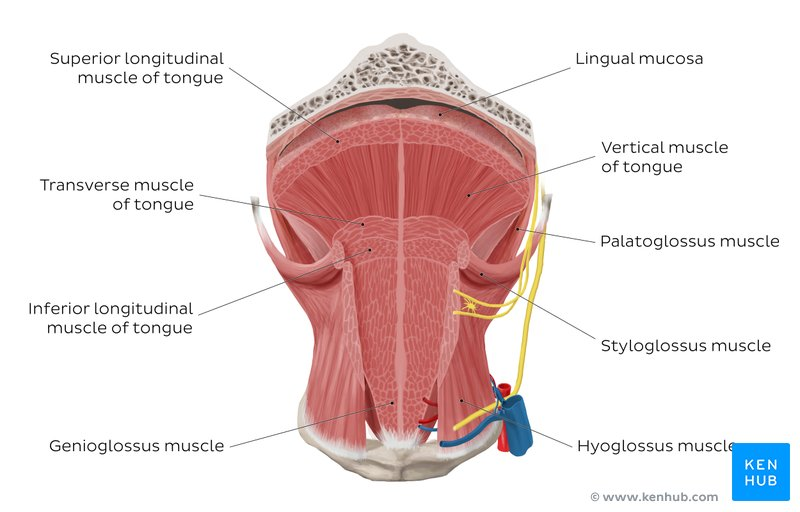 Superior longitudinal
muscle of tongue
Lingual mucosa
Vertical muscle
of tongue
Transverse muscle
of tongue
Palatoglossus muscle
Inferior longitudinal
muscle of tongue
Styloglossus muscle
Genioglossus muscle
Hyoglossus muscle
KEN
HUB
© www.kenhub.com